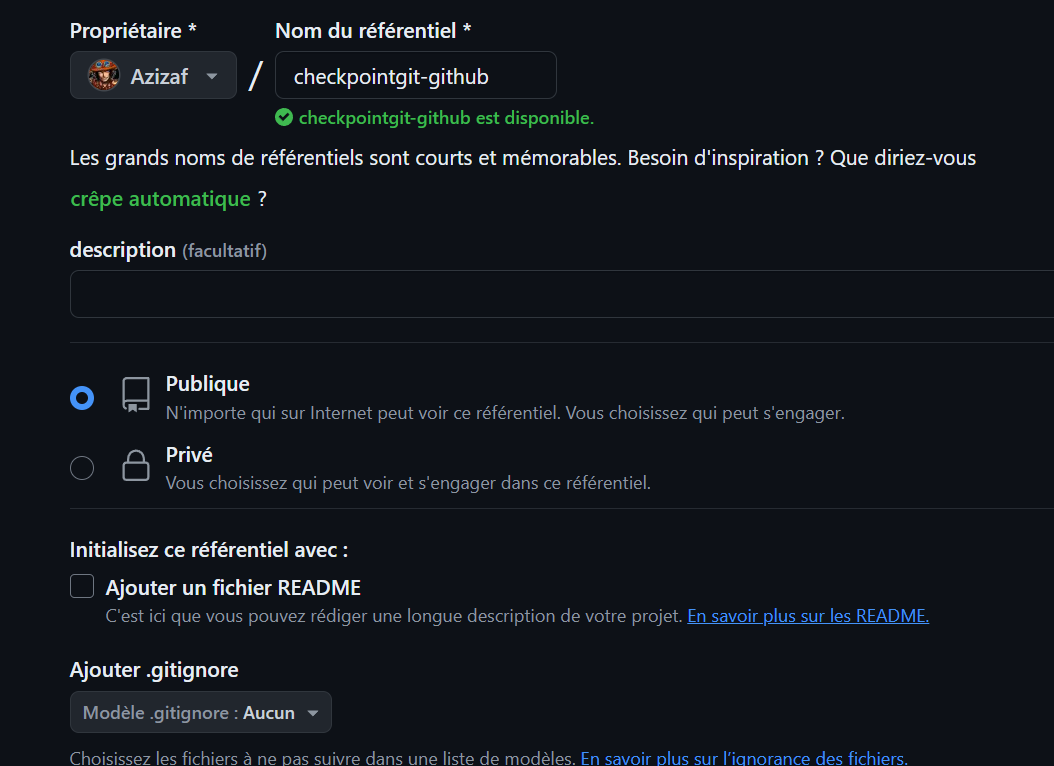 Propriétaire * Nom du référentiel *
Azizaf / checkpointgit-github
checkpointgit-github est disponible.
Les grands noms de référentiels sont courts et mémorables. Besoin d'inspiration ? Que diriez-vous
crêpe automatique ?
description (facultatif)
Publique
N'importe qui sur Internet peut voir ce référentiel. Vous choisissez qui peut s'engager.
Privé
Vous choisissez qui peut voir et s'engager dans ce référentiel.
Initialisez ce référentiel avec :
Ajouter un fichier README
C'est ici que vous pouvez rédiger une longue description de votre projet. En savoir plus sur les README.
Ajouter .gitignore
Modèle .gitignore : Aucun
Choisissez les fichiers à ne pas suivre dans une liste de modèles. En savoir plus sur l’ignorance des fichiers.